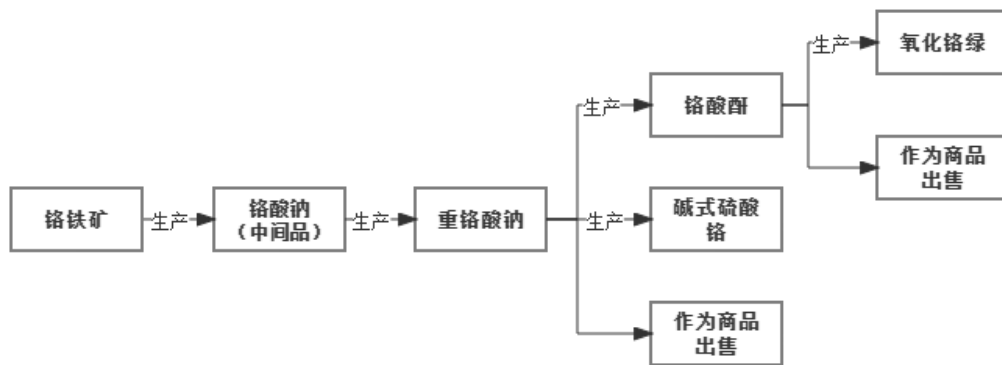 生产
氧化铬绿
生产
铬酸酐
作为商品
出售
铬铁矿
生产
铬酸钠
（中间品）
生产
重铬酸钠
生产
碱式硫酸
铬
作为商品
出售